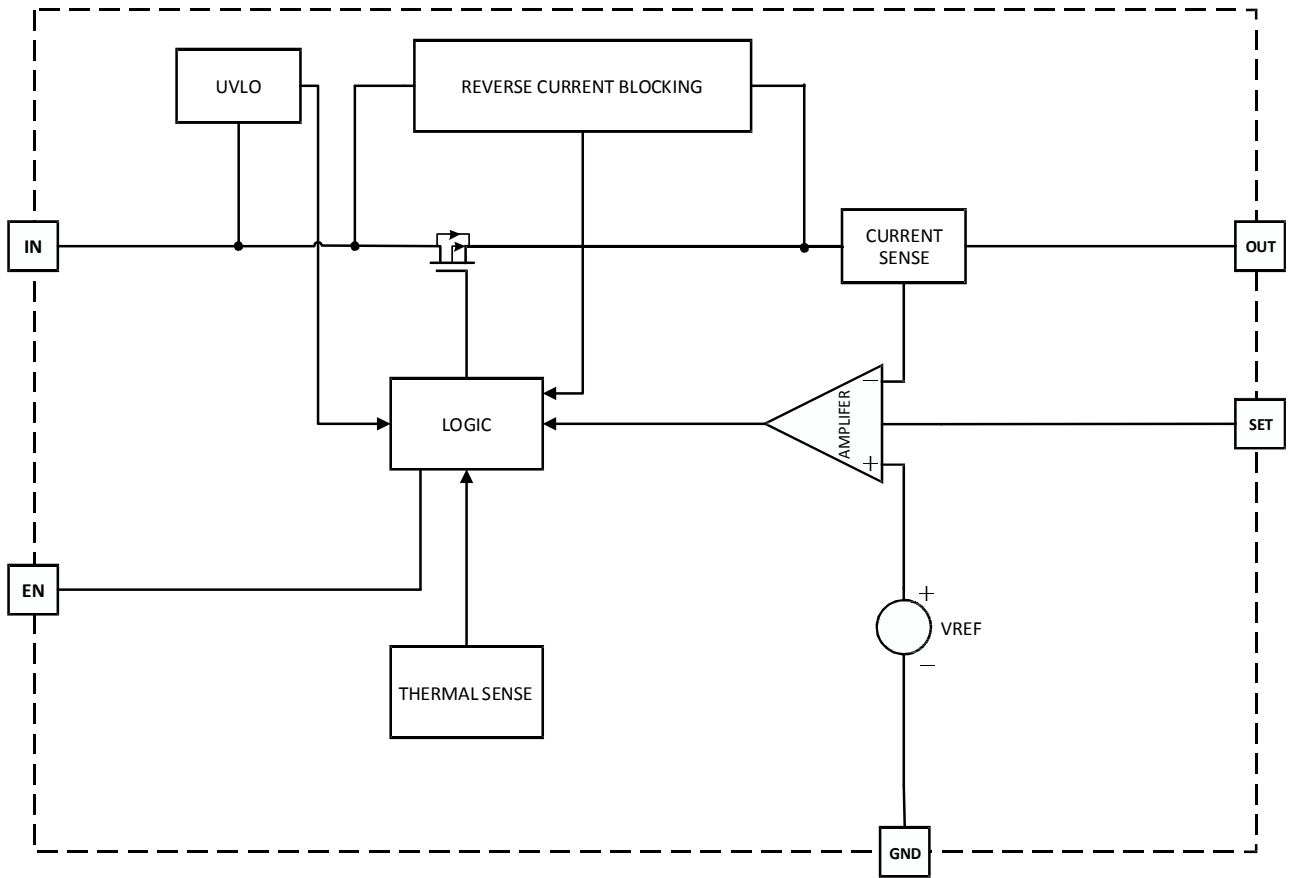 UVLO
REVERSE CURRENT BLOCKING
IN
CURRENT
SENSE
OUT
LOGIC
AMPLIFER
−
+
SET
EN
+
VREF
−
THERMAL SENSE
GND